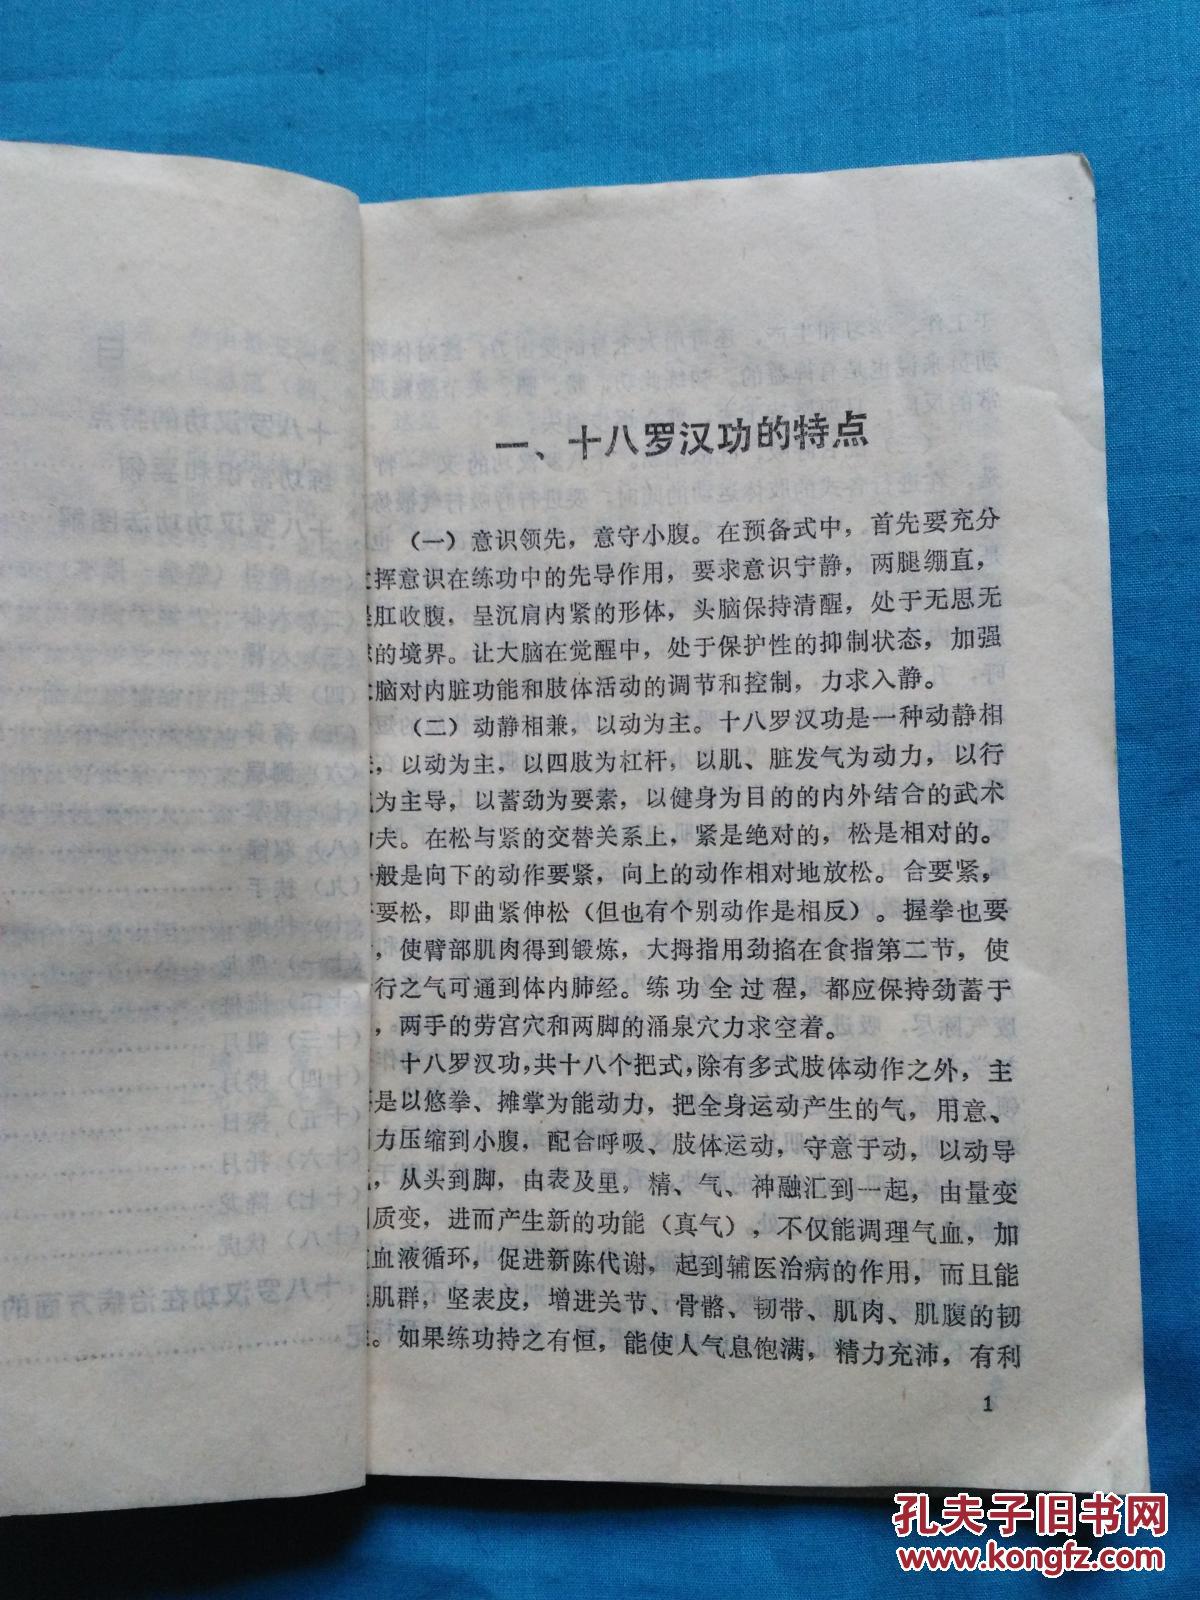 一、十八罗汉功的特点
（一）意识领先，意守小腹。在预备式中，首先要充分
挥意识在练功中的先导作用，要求意识宁静，两腿绷直，
肛收腹，呈沉肩内紧的形体，头脑保持清醒，处于无思无
的境界。让大脑在觉醒中，处于保护性的抑制状态，加强
脑对内脏功能和肢体活动的调节和控制，力求入静。
（二）动静相兼，以动为主。十八罗汉功是一种动静相
，以动为主，以四肢为杠杆，以肌、脏发气为动力，以行
为主导，以蓄劲为要素，以健身为目的的内外结合的武术
夫。在松与紧的交替关系上，紧是绝对的，松是相对的。
般是向下的动作要紧，向上的动作相对地放松。合要紧，
要松，即曲紧伸松（但也有个别动作是相反）。握拳也要
，使臂部肌肉得到锻炼，大拇指用劲掐在食指第二节，使
行之气可通到体内肺经。练功全过程，都应保持劲蓄于
，两手的劳宫穴和两脚的涌泉穴力求空着。
十八罗汉功，共十八个把式，除有多式肢体动作之外，主
是以悠拳、摊掌为能动力，把全身运动产生的气，用意、
力压缩到小腹，配合呼吸、肢体运动，守意于动，以动导
，从头到脚，由表及里，精、气、神融汇到一起，由量变
质变，进而产生新的功能（真气），不仅能调理气血，加
血液循环，促进新陈代谢，起到辅医治病的作用，而且能
肌群，坚表皮，增进关节、骨骼、韧带、肌肉、肌腹的韧
。如果练功持之有恒，能使人气息饱满，精力充沛，有利
1
孔夫子旧书网
www.kongfz.com